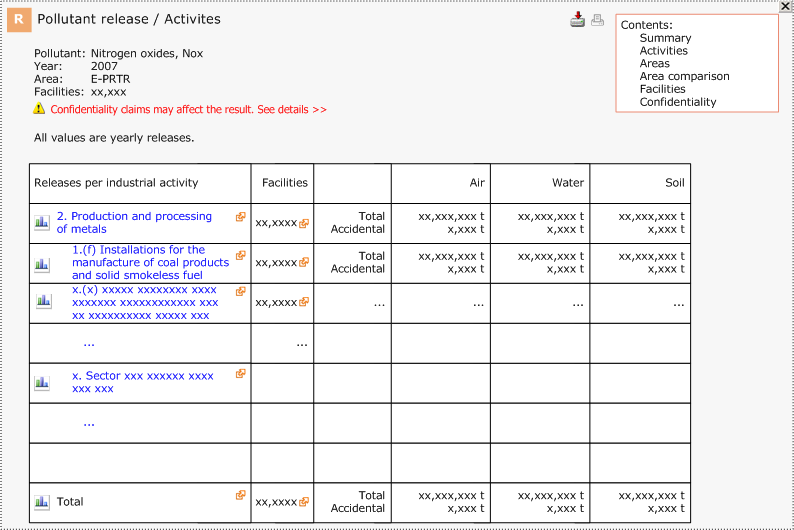 R Pollutant release / Activites
Contents:
Summary
Activities
Areas
Area comparison
Facilities
Confidentiality
Pollutant: Nitrogen oxides, Nox
Year: 2007
Area: E-PRTR
Facilities: xx,xxx
Confidentiality claims may affect the result. See details >>
All values are yearly releases.
Releases per industrial activity Facilities Air Water Soil
2. Production and processing
of metals
xx,xxxx
Total xx,xxx,xxx t xx,xxx,xxx t xx,xxx,xxx t
Accidental x,xxx t x,xxx t x,xxx t
1.(f) Installations for the
manufacture of coal products
and solid smokeless fuel
xx,xxxx
Total xx,xxx,xxx t xx,xxx,xxx t xx,xxx,xxx t
Accidental x,xxx t x,xxx t x,xxx t
x.(x) xxxxx xxxxxxxx xxxx
xxxxxxx xxxxxxxxxxxx xxx
xx xxxxxxxxxx xxxxx xxx
xx,xxxx ... ... ... ...
... ...
x. Sector xxx xxxxxx xxxx
xxx xxx
...
Total xx,xxxx
Total xx,xxx,xxx t xx,xxx,xxx t xx,xxx,xxx t
Accidental x,xxx t x,xxx t x,xxx t